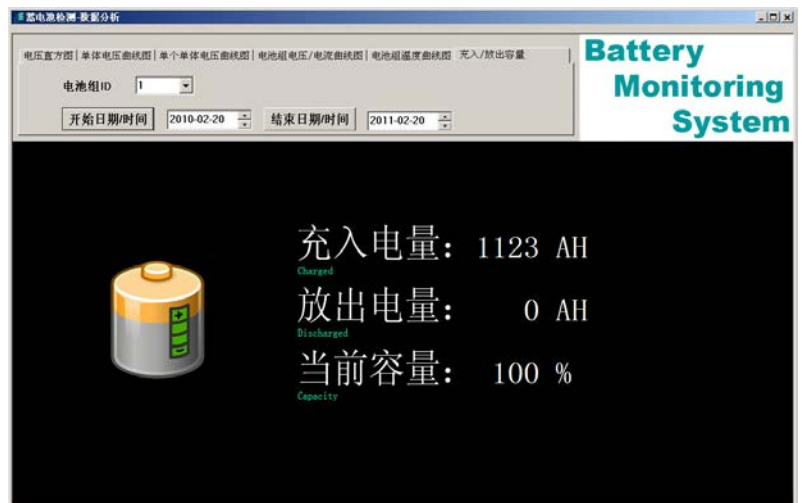 蓄电池检测-数据分析
电压直方图 单体电压曲线图 单个单体电压曲线图 电池组电压/电流曲线图 电池组温度曲线图 充入/放出容量
Battery
Monitoring
System
电池组ID 1
开始日期/时间 2010-02-20 结束日期/时间 2011-02-20
充入电量： 1123 AH
Charged
放出电量： 0 AH
Discharged
当前容量： 100 %
Capacity